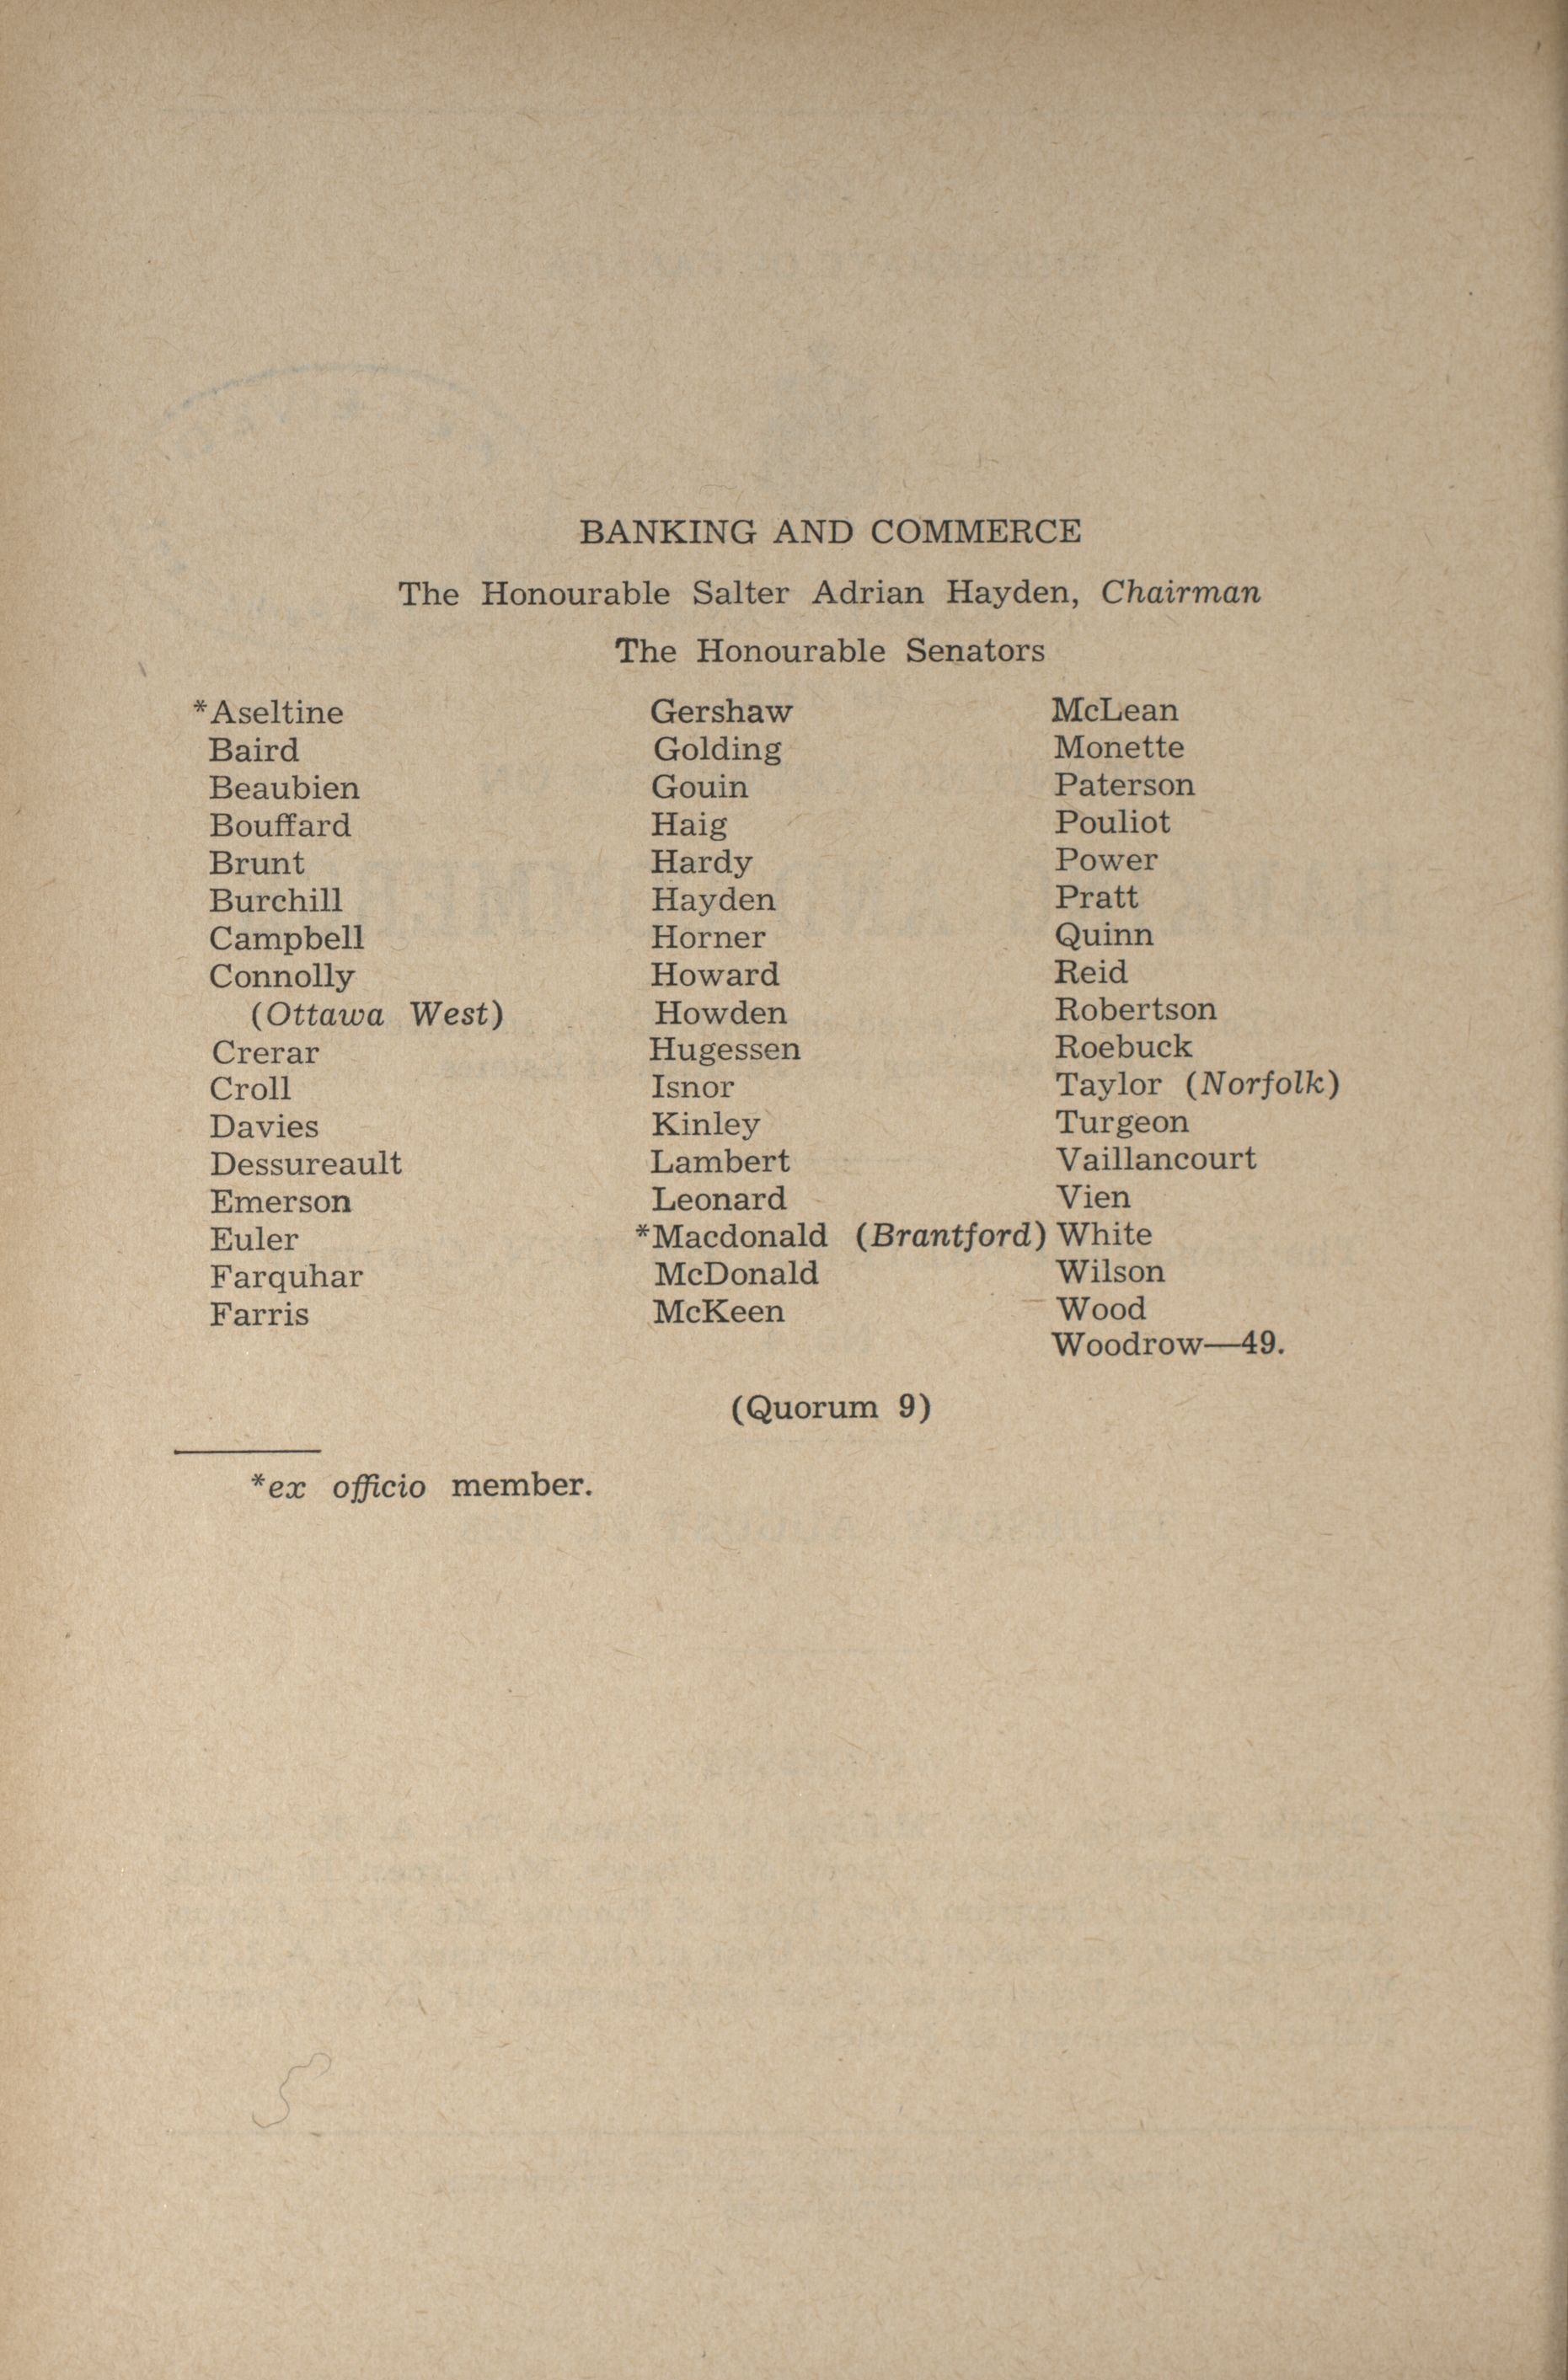 BANKING AND COMMERCE
The Honourable Salter Adrian Hayden, Chairman
The Honourable Senators
*Aseltine
Baird
Beaubien
Bouffard
Brunt
Burchill
Campbell
Connolly
(Ottawa West)
Crerar
Croll
Davies
Dessureault
Emerson
Euler
Farquhar
Farris
Gershaw
Golding
Gouin
Haig
Hardy
Hayden
Horner
Howard
Howden
Hugessen
Isnor
Kinley
Lambert
Leonard
*Macdonald (Brantford)
McDonald
McKeen
McLean
Monette
Paterson
Pouliot
Power
Pratt
Quinn
Reid
Robertson
Roebuck
Taylor (Norfolk)
Turgeon
Vaillancourt
Vien
White
Wilson
Wood
Woodrow—49.
(Quorum 9)
*ex officio member.